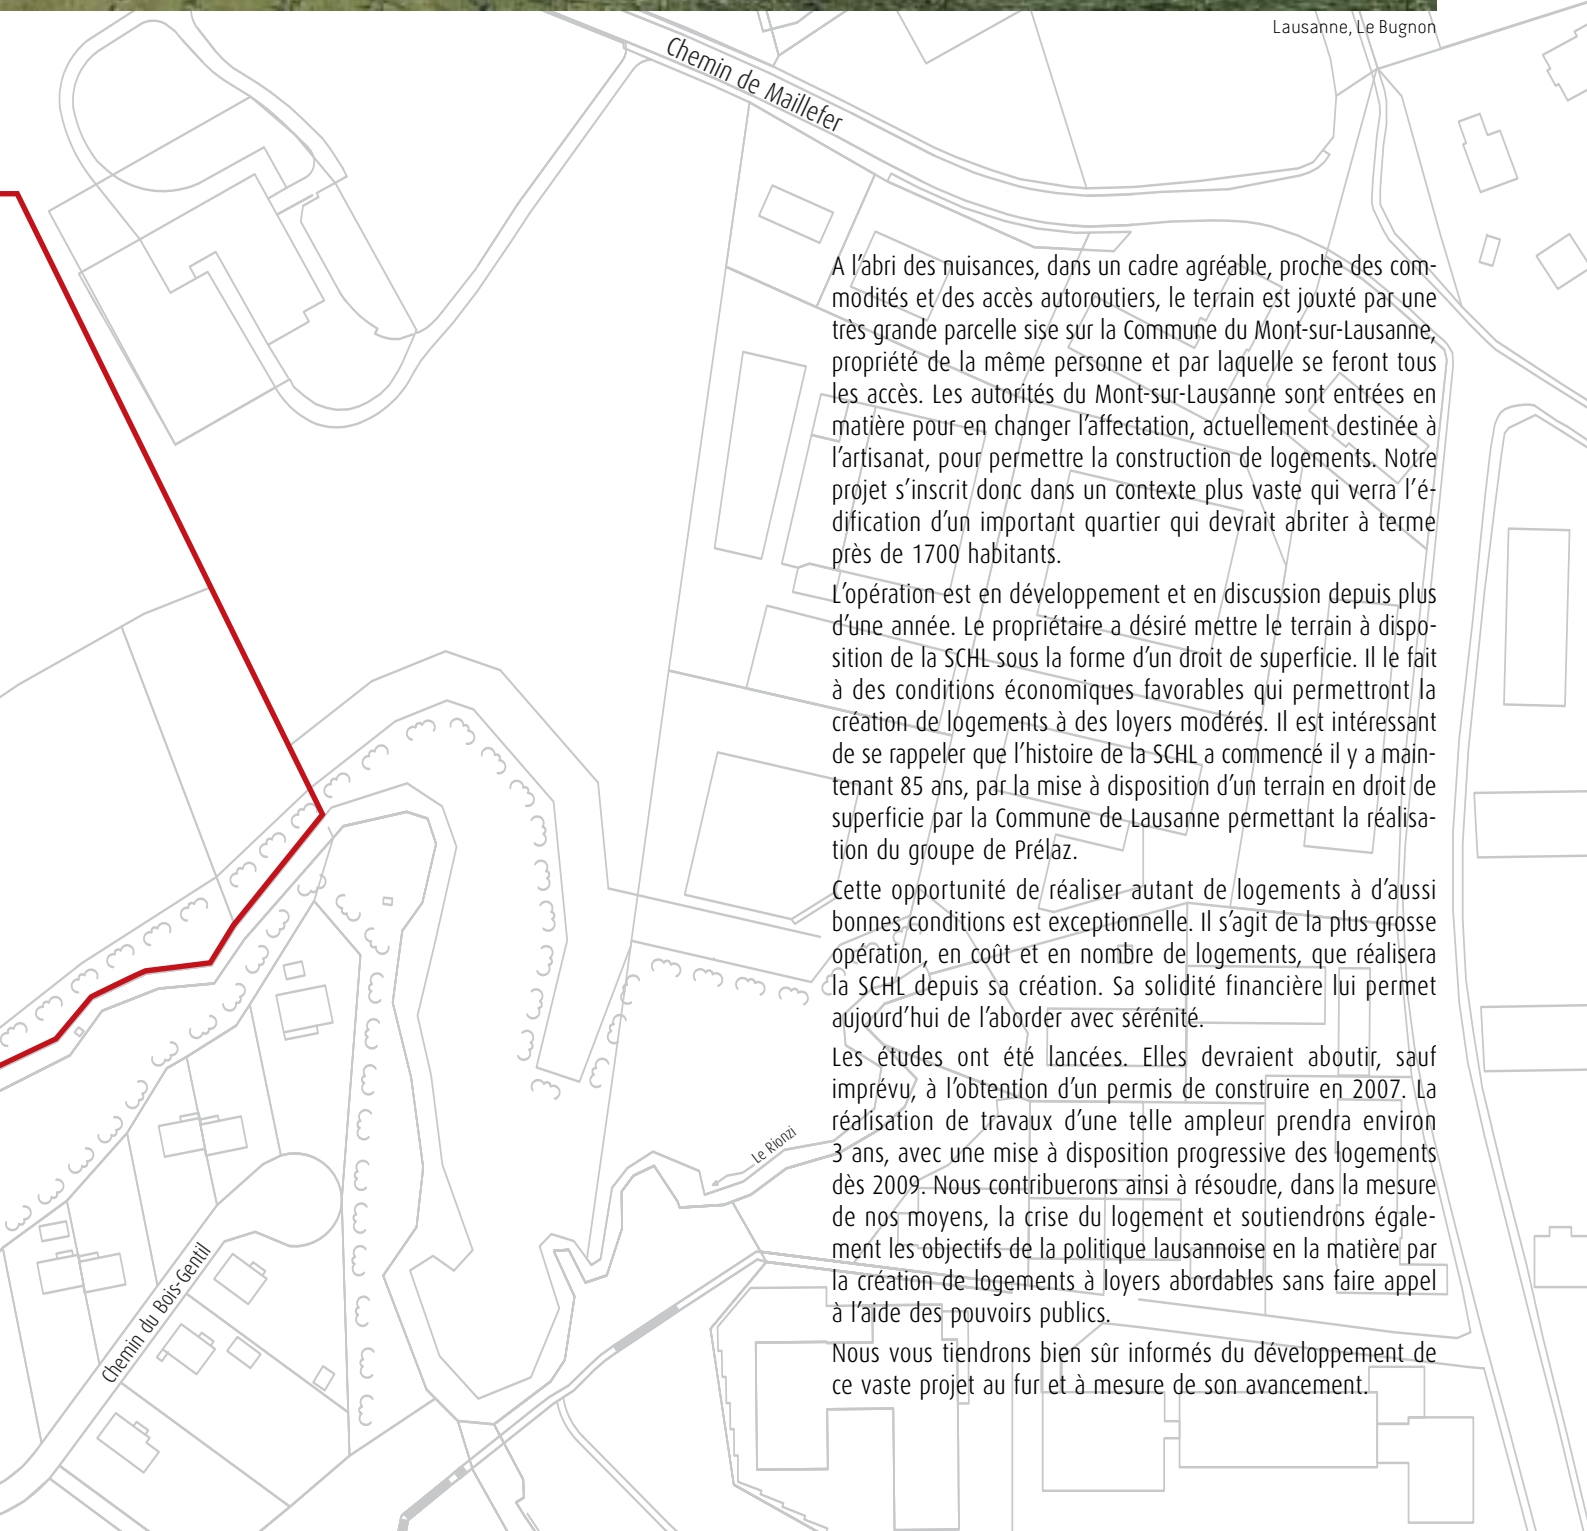 Lausanne, Le Bugnon
Chemin de Maillefer
A l’abri des nuisances, dans un cadre agréable, proche des com-
modités et des accès autoroutiers, le terrain est jouxté par une
très grande parcelle sise sur la Commune du Mont-sur-Lausanne,
propriété de la même personne et par laquelle se feront tous
les accès. Les autorités du Mont-sur-Lausanne sont entrées en
matière pour en changer l’affectation, actuellement destinée à
l’artisanat, pour permettre la construction de logements. Notre
projet s’inscrit donc dans un contexte plus vaste qui verra l’é-
dification d’un important quartier qui devrait abriter à terme
près de 1700 habitants.
L’opération est en développement et en discussion depuis plus
d’une année. Le propriétaire a désiré mettre le terrain à dispo-
sition de la SCHL sous la forme d’un droit de superficie. Il le fait
à des conditions économiques favorables qui permettront la
création de logements à des loyers modérés. Il est intéressant
de se rappeler que l’histoire de la SCHL a commencé il y a main-
tenant 85 ans, par la mise à disposition d’un terrain en droit de
superficie par la Commune de Lausanne permettant la réalisa-
tion du groupe de Prélaz.
Cette opportunité de réaliser autant de logements à d’aussi
bonnes conditions est exceptionnelle. Il s’agit de la plus grosse
opération, en coût et en nombre de logements, que réalisera
la SCHL depuis sa création. Sa solidité financière lui permet
aujourd’hui de l’aborder avec sérénité.
Les études ont été lancées. Elles devraient aboutir, sauf
imprévu, à l’obtention d’un permis de construire en 2007. La
réalisation de travaux d’une telle ampleur prendra environ
3 ans, avec une mise à disposition progressive des logements
dès 2009. Nous contribuerons ainsi à résoudre, dans la mesure
de nos moyens, la crise du logement et soutiendrons égale-
ment les objectifs de la politique lausannoise en la matière par
la création de logements à loyers abordables sans faire appel
à l’aide des pouvoirs publics.
Nous vous tiendrons bien sûr informés du développement de
ce vaste projet au fur et à mesure de son avancement.
Le Rionzi
Chemin du Bois-Gentil